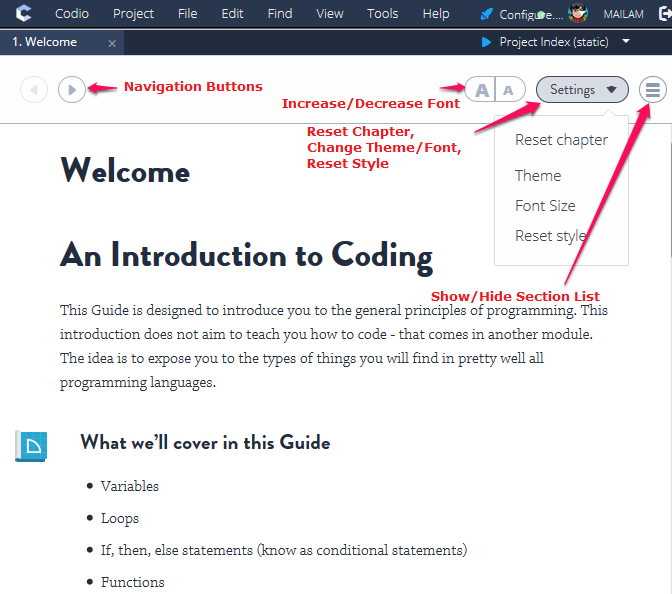 Codio Project File Edit Find View Tools Help Configure.... MAILAM
1. Welcome × Project Index (static)
Navigation Buttons
A A
Settings
Increase/Decrease Font
Reset Chapter,
Change Theme/Font,
Reset Style
Reset chapter
Theme
Font Size
Reset style
Show/Hide Section List
Welcome
An Introduction to Coding
This Guide is designed to introduce you to the general principles of programming. This
introduction does not aim to teach you how to code - that comes in another module.
The idea is to expose you to the types of things you will find in pretty well all
programming languages.
What we'll cover in this Guide
• Variables
• Loops
• If, then, else statements (know as conditional statements)
• Functions